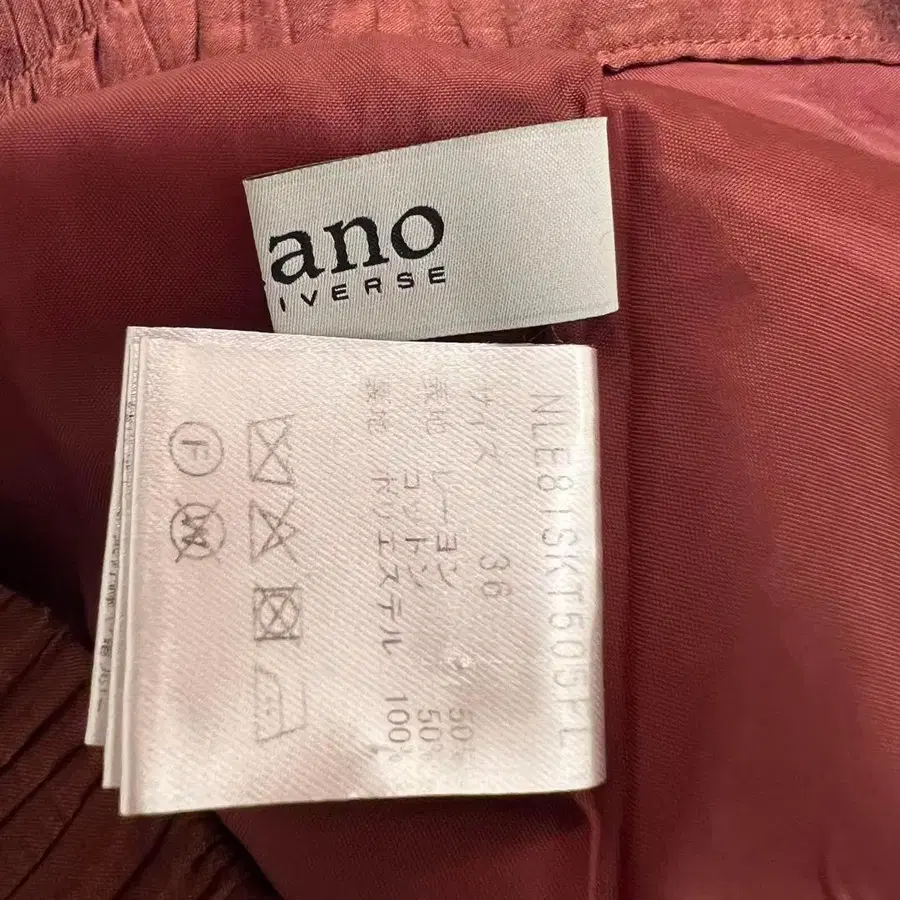 ano
IVERSE
NLE81SKT505FL
サイズ 36
表地 レーヨン 50%
コットン 50%
裏地 ポリエステル 100%
F
W